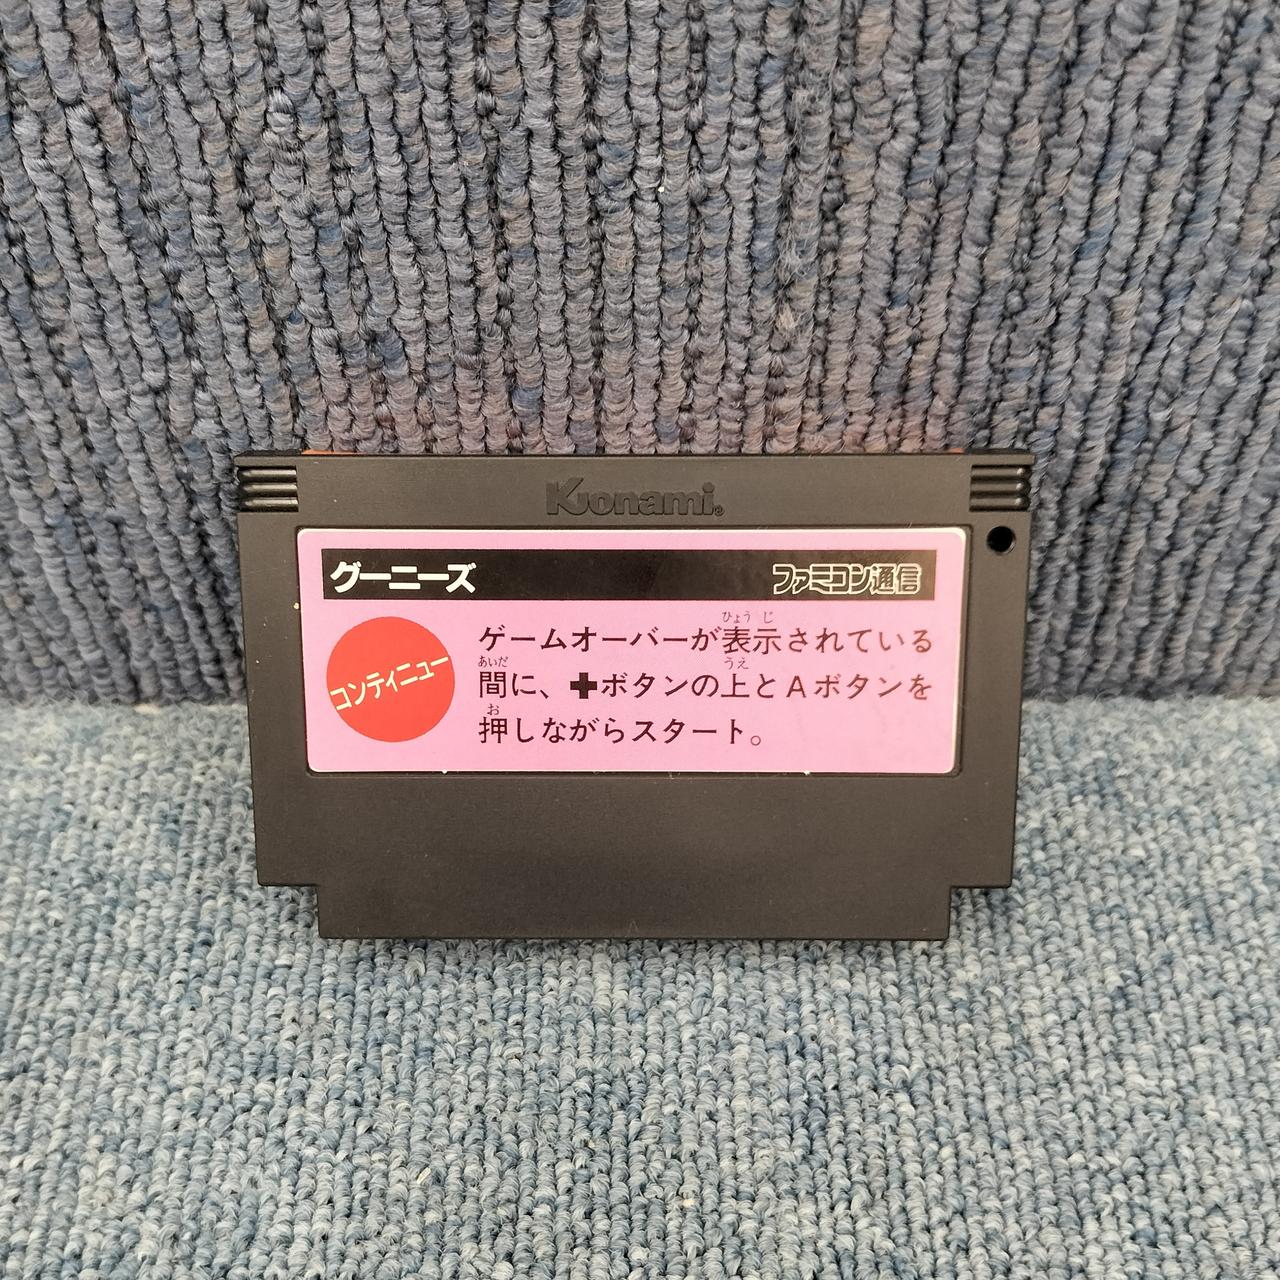 Konami®
グーニーズ
ファミコン通信
コンティニュー
ひょうじ
ゲームオーバーが表示されている
あいだ うえ
間に、✚ボタンの上とAボタンを
お
押しながらスタート。